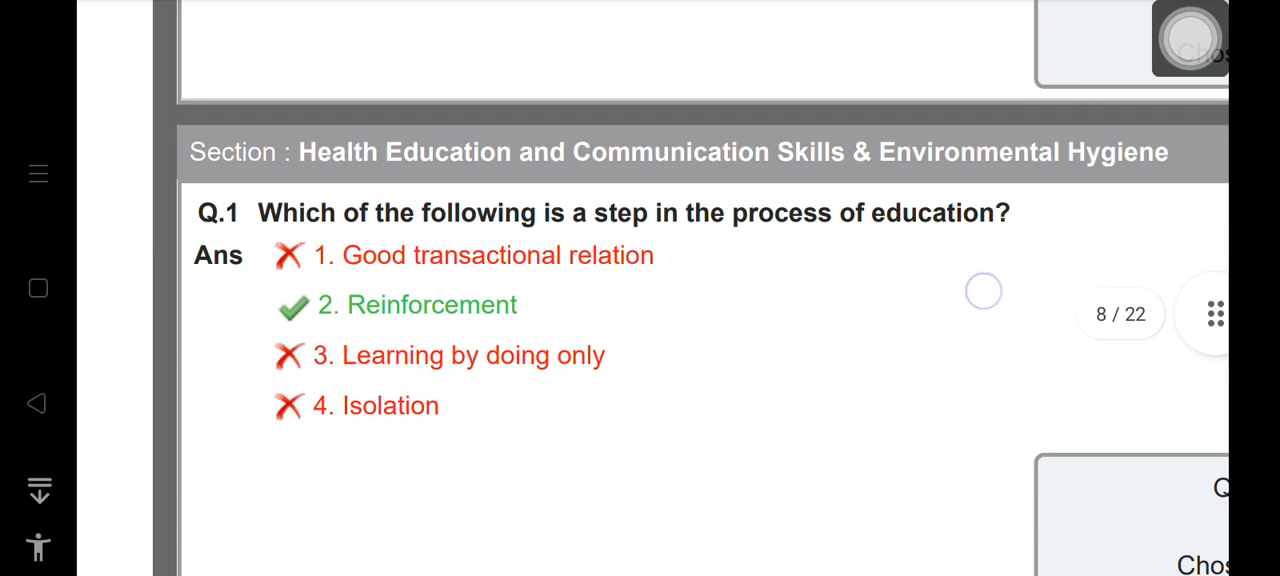 Section : Health Education and Communication Skills & Environmental Hygiene
Q.1 Which of the following is a step in the process of education?
Ans 1. Good transactional relation
2. Reinforcement
3. Learning by doing only
4. Isolation
8 / 22